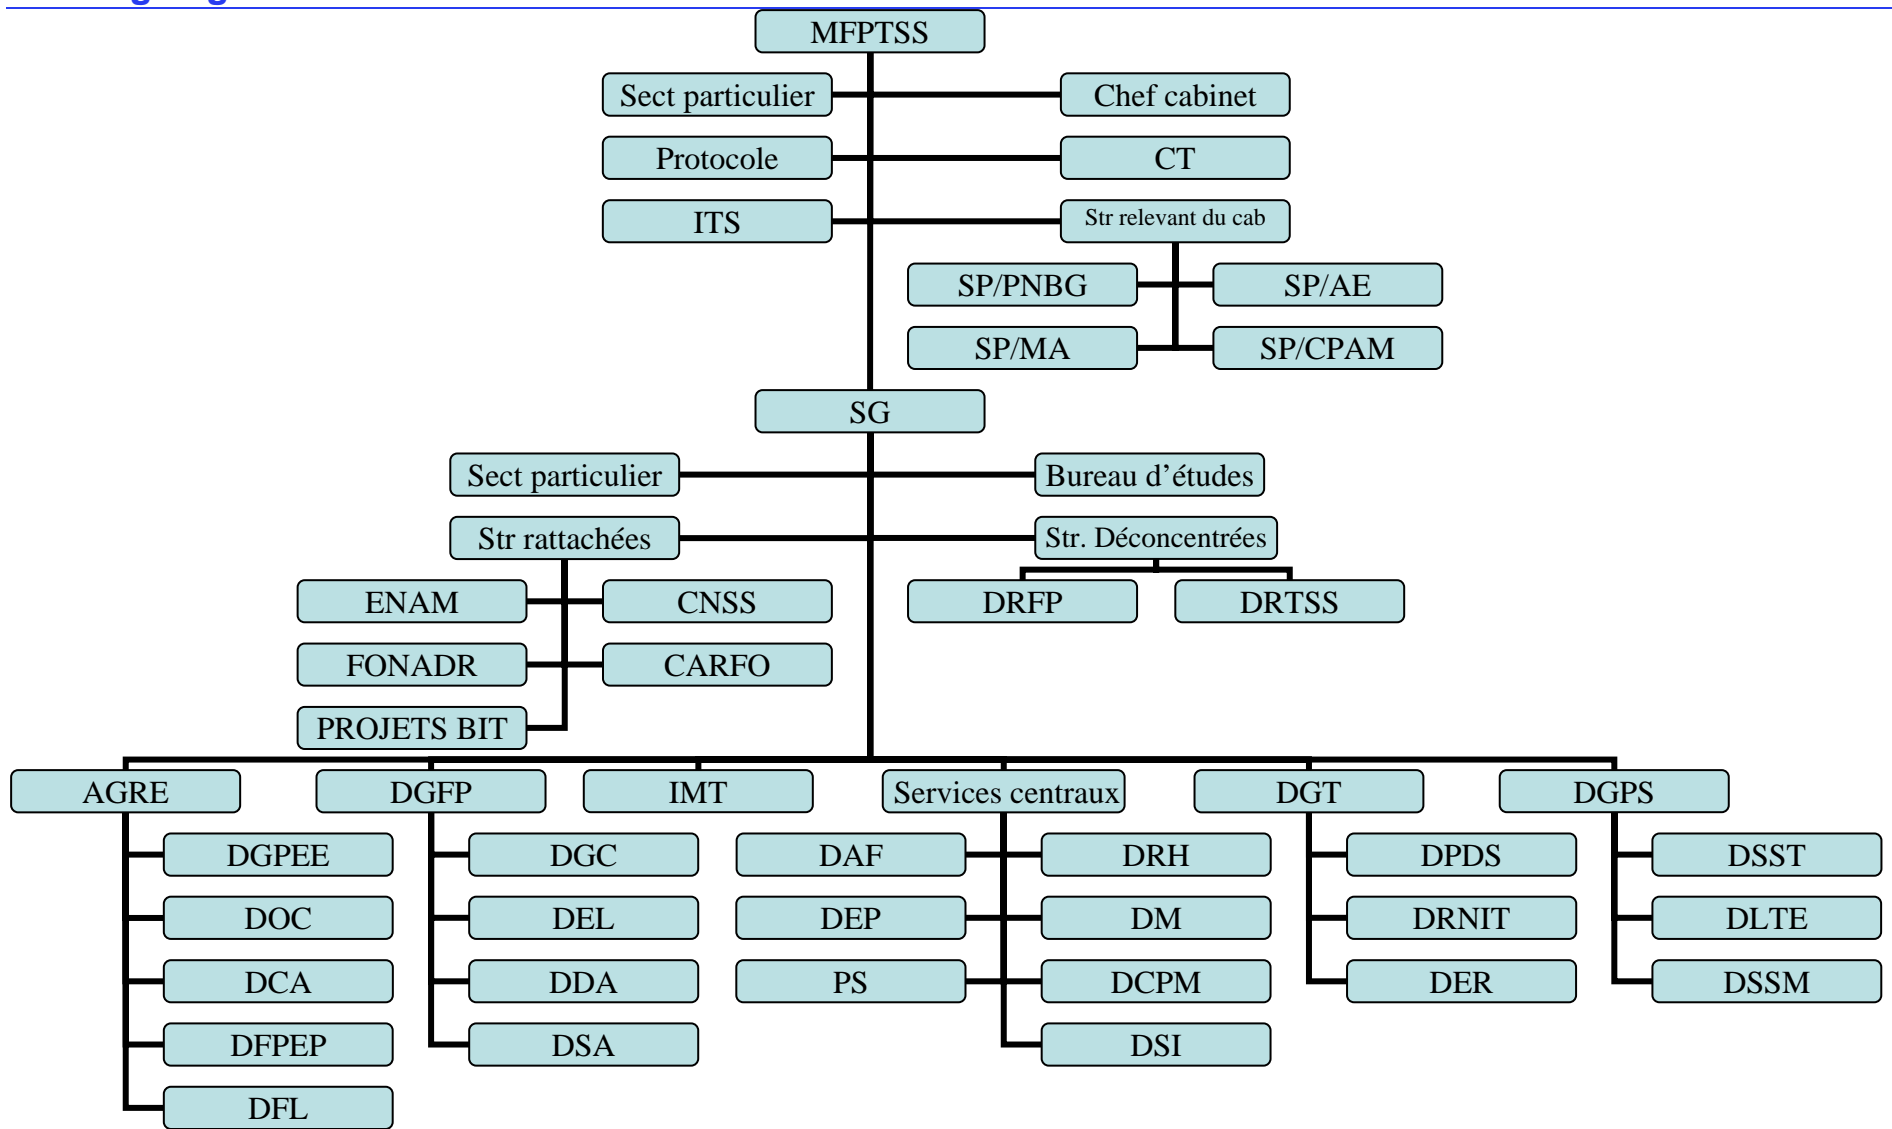 MFPTSS
Sect particulier
Chef cabinet
Protocole
CT
ITS
Str relevant du cab
SP/PNBG
SP/AE
SP/MA
SP/CPAM
SG
Sect particulier
Bureau d’études
Str rattachées
Str. Déconcentrées
ENAM
CNSS
DRFP
DRTSS
FONADR
CARFO
PROJETS BIT
AGRE
DGFP
IMT
Services centraux
DGT
DGPS
DGPEE
DGC
DAF
DRH
DPDS
DSST
DOC
DEL
DEP
DM
DRNIT
DLTE
DCA
DDA
PS
DCPM
DER
DSSM
DFPEP
DSA
DSI
DFL